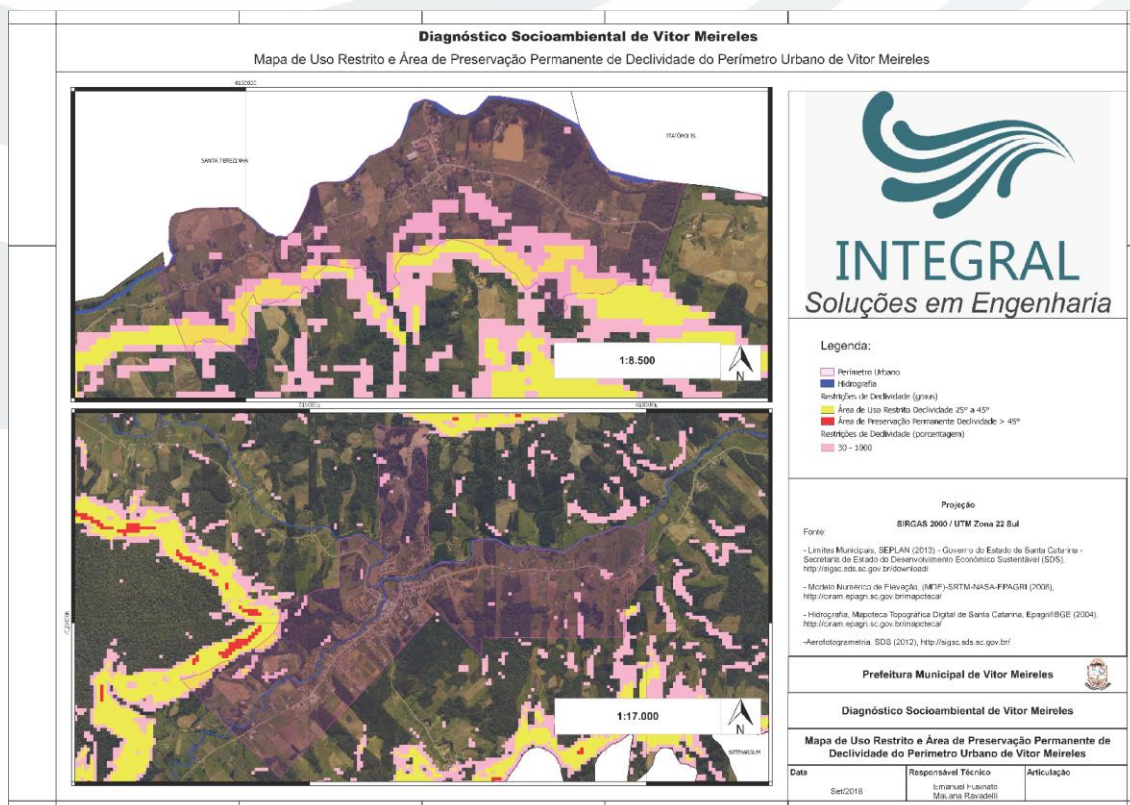 Diagnóstico Socioambiental de Vitor Meireles
Mapa de Uso Restrito e Área de Preservação Permanente de Declividade do Perímetro Urbano de Vitor Meireles
SANTA TEREZINHA
ITAIÓPOLIS
1:8.500
N
1:17.000
N
WITMARSUM
INTEGRAL
Soluções em Engenharia
Legenda:
Perímetro Urbano
Hidrografia
Restrições de Declividade (graus)
Área de Uso Restrito Declividade 25° a 45°
Área de Preservação Permanente Declividade > 45°
Restrições de Declividade (porcentagem)
30 - 1000
Projeção
SIRGAS 2000 / UTM Zona 22 Sul
Fonte:
- Limites Municipais, SEPLAN (2013) - Governo do Estado de Santa Catarina -
Secretaria de Estado do Desenvolvimento Econômico Sustentável (SDS),
http://sigsc.sds.sc.gov.br/download/
- Modelo Numérico de Elevação, (MDE)-SRTM-NASA-EPAGRI (2008),
http://ciram.epagri.sc.gov.br/mapoteca/
- Hidrografia, Mapoteca Topográfica Digital de Santa Catarina, Epagri/IBGE (2004).
http://ciram.epagri.sc.gov.br/mapoteca/
-Aerofotogrametria. SDS (2012), http://sigsc.sds.sc.gov.br/
Prefeitura Municipal de Vitor Meireles
Diagnóstico Socioambiental de Vitor Meireles
Mapa de Uso Restrito e Área de Preservação Permanente de
Declividade do Perímetro Urbano de Vitor Meireles
Data
Set/2018
Responsável Técnico
Emanuel Fusinato
Mauana Ravadelli
Articulação